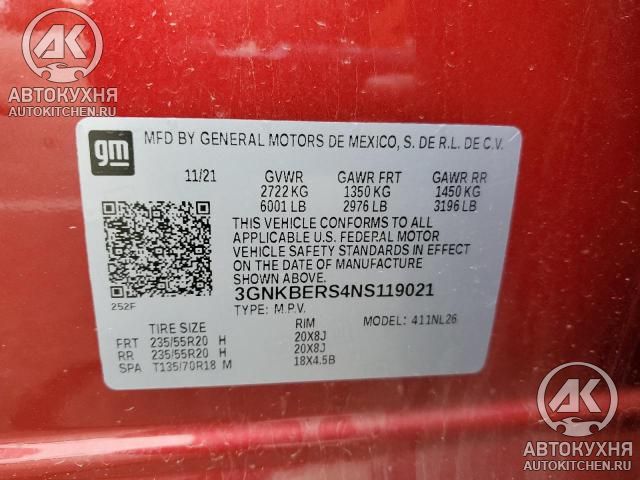 АК
АВТОКУХНЯ
AUTOKITCHEN.RU
gm
MFD BY GENERAL MOTORS DE MEXICO, S. DE R.L. DE C.V.
11/21 GVWR GAWR FRT GAWR RR
2722 KG 1350 KG 1450 KG
6001 LB 2976 LB 3196 LB
THIS VEHICLE CONFORMS TO ALL
APPLICABLE U.S. FEDERAL MOTOR
VEHICLE SAFETY STANDARDS IN EFFECT
ON THE DATE OF MANUFACTURE
SHOWN ABOVE.
252F
3GNKBERS4NS119021
TYPE: M.P.V. MODEL: 411NL26
TIRE SIZE RIM
FRT 235/55R20 H 20X8J
RR 235/55R20 H 20X8J
SPA T135/70R18 M 18X4.5B
АК
АВТОКУХНЯ
AUTOKITCHEN.RU